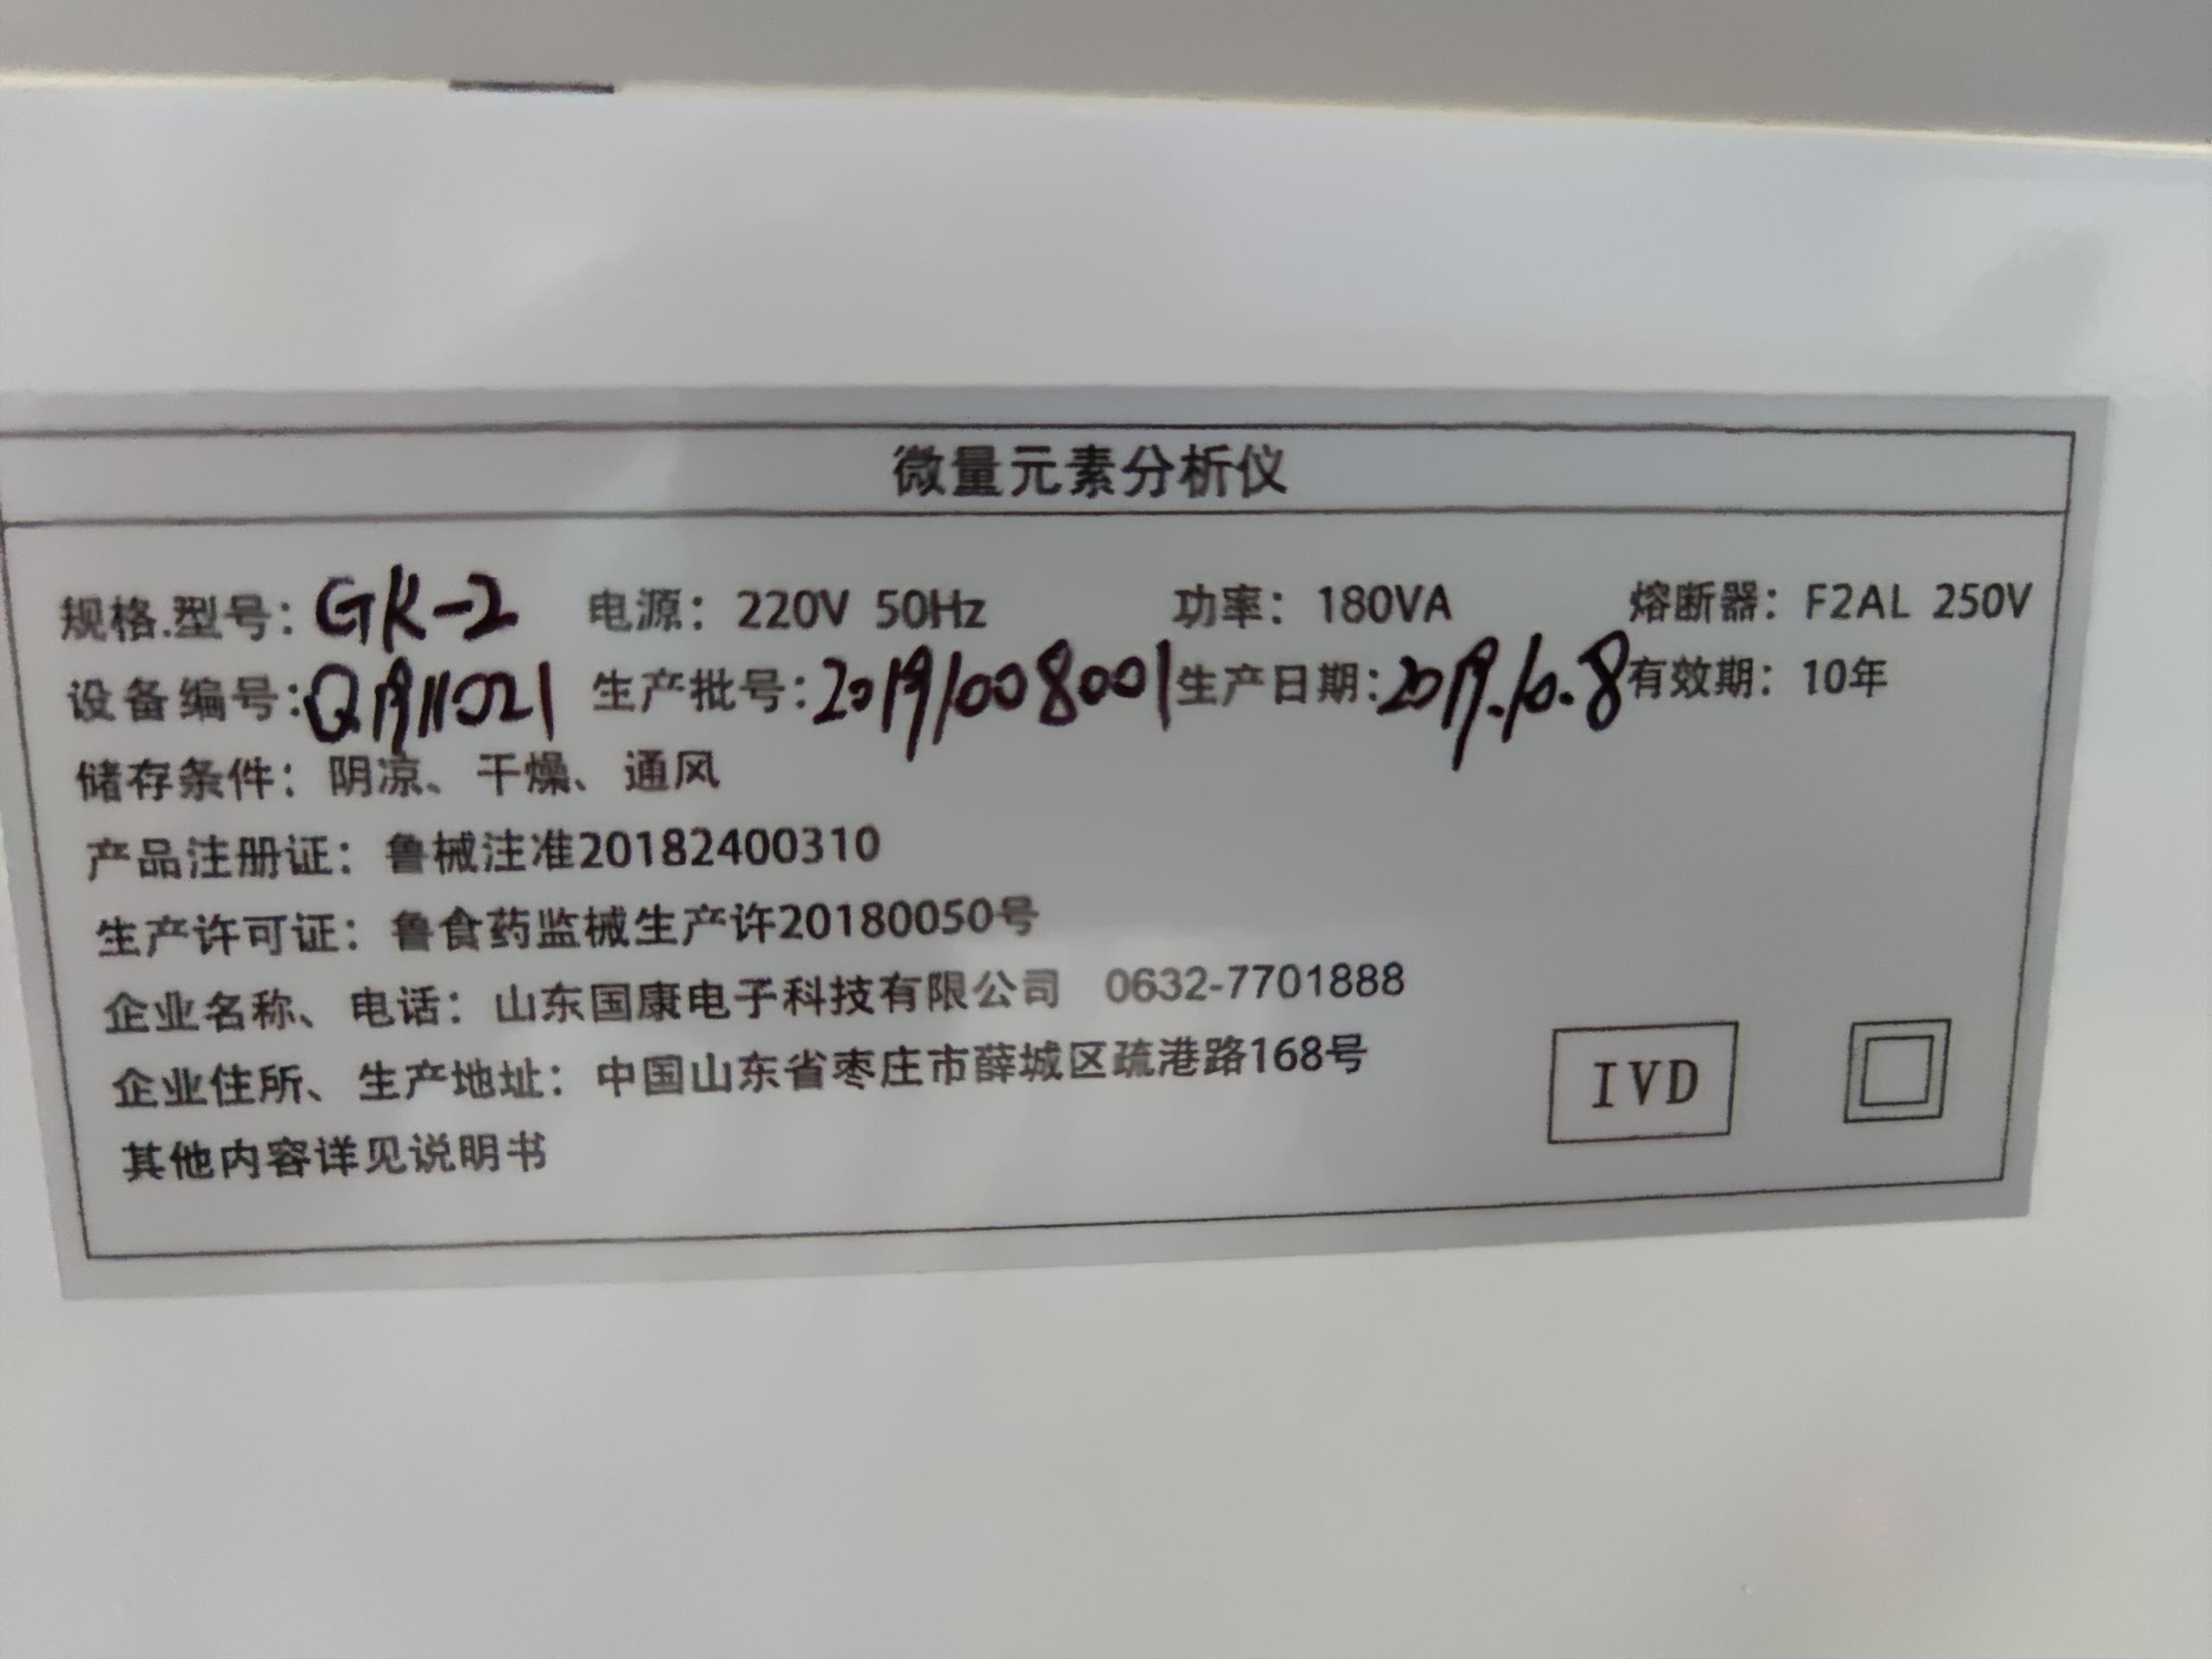 微量元素分析仪
规格.型号：GK-2 电源：220V 50Hz 功率：180VA 熔断器：F2AL 250V
设备编号：Q1911021 生产批号：20191008001 生产日期：2019.10.8 有效期：10年
储存条件：阴凉、干燥、通风
产品注册证：鲁械注准20182400310
生产许可证：鲁食药监械生产许20180050号
企业名称、电话：山东国康电子科技有限公司 0632-7701888
企业住所、生产地址：中国山东省枣庄市薛城区疏港路168号
其他内容详见说明书
IVD